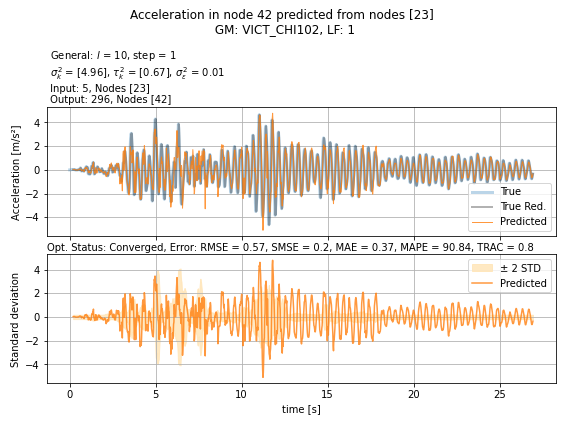 Acceleration in node 42 predicted from nodes [23]
GM: VICT_CHI102, LF: 1
General: l = 10, step = 1
σ²ₖ = [4.96], τ²ₖ = [0.67], σ²ε = 0.01
Input: 5, Nodes [23]
Output: 296, Nodes [42]
Acceleration [m/s²]
4
2
0
−2
−4
True
True Red.
Predicted
Opt. Status: Converged, Error: RMSE = 0.57, SMSE = 0.2, MAE = 0.37, MAPE = 90.84, TRAC = 0.8
Standard deviation
4
2
0
−2
−4
± 2 STD
Predicted
0 5 10 15 20 25
time [s]